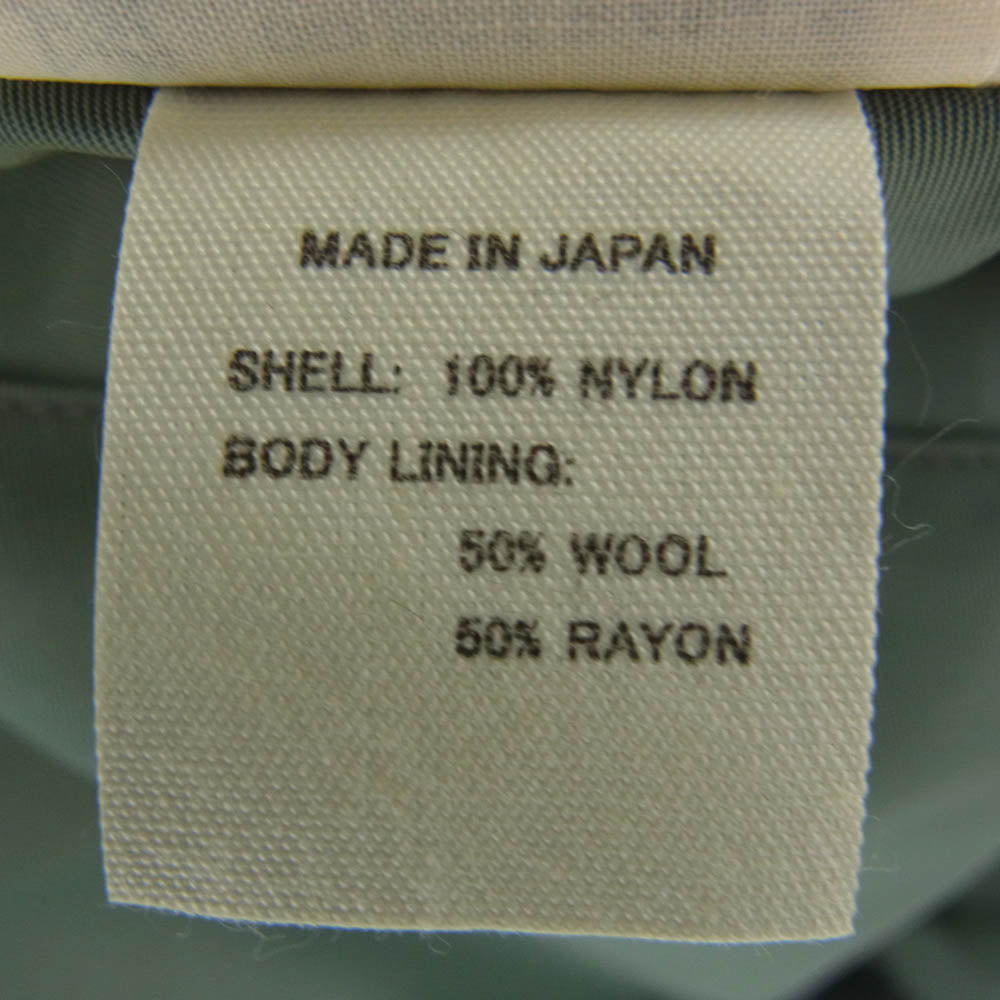 MADE IN JAPAN
SHELL: 100% NYLON
BODY LINING:
50% WOOL
50% RAYON